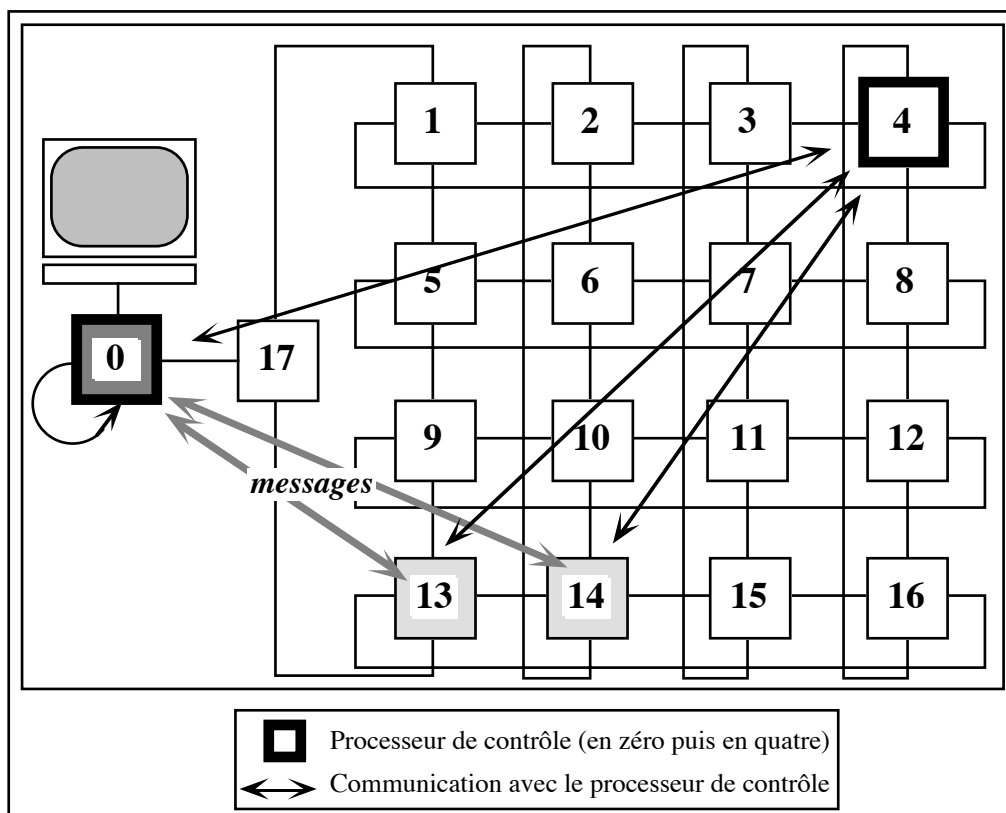 1 2 3 4
5 6 7 8
0 17
9 10 11 12
messages
13 14 15 16
Processeur de contrôle (en zéro puis en quatre)
Communication avec le processeur de contrôle